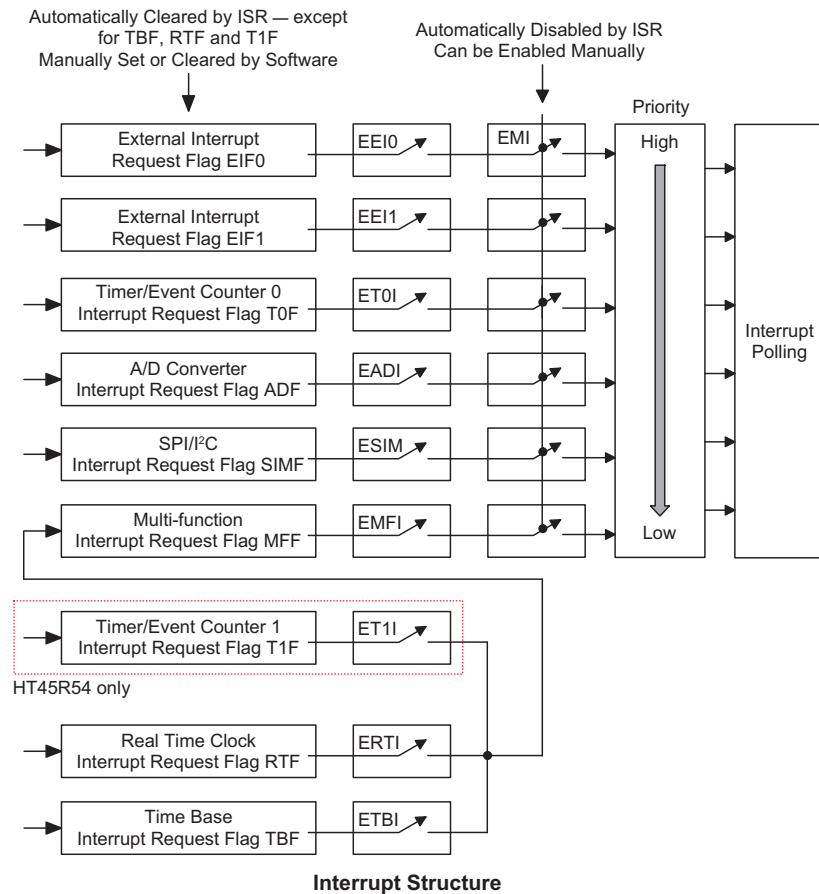 Automatically Cleared by ISR — except
for TBF, RTF and T1F
Manually Set or Cleared by Software
Automatically Disabled by ISR
Can be Enabled Manually
Priority
External Interrupt
Request Flag EIF0
EEI0
EMI
High
External Interrupt
Request Flag EIF1
EEI1
Timer/Event Counter 0
Interrupt Request Flag T0F
ET0I
Interrupt
Polling
A/D Converter
Interrupt Request Flag ADF
EADI
SPI/I²C
Interrupt Request Flag SIMF
ESIM
Multi-function
Interrupt Request Flag MFF
EMFI
Low
Timer/Event Counter 1
Interrupt Request Flag T1F
ET1I
HT45R54 only
Real Time Clock
Interrupt Request Flag RTF
ERTI
Time Base
Interrupt Request Flag TBF
ETBI
Interrupt Structure